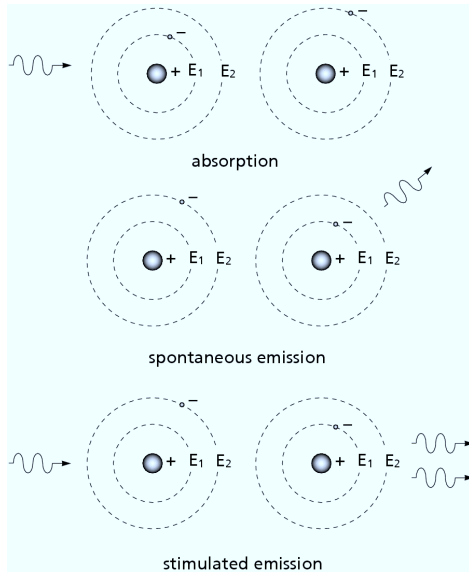 −
−
+ E₁ E₂
+ E₁ E₂
absorption
−
−
+ E₁ E₂
+ E₁ E₂
spontaneous emission
−
−
+ E₁ E₂
+ E₁ E₂
stimulated emission